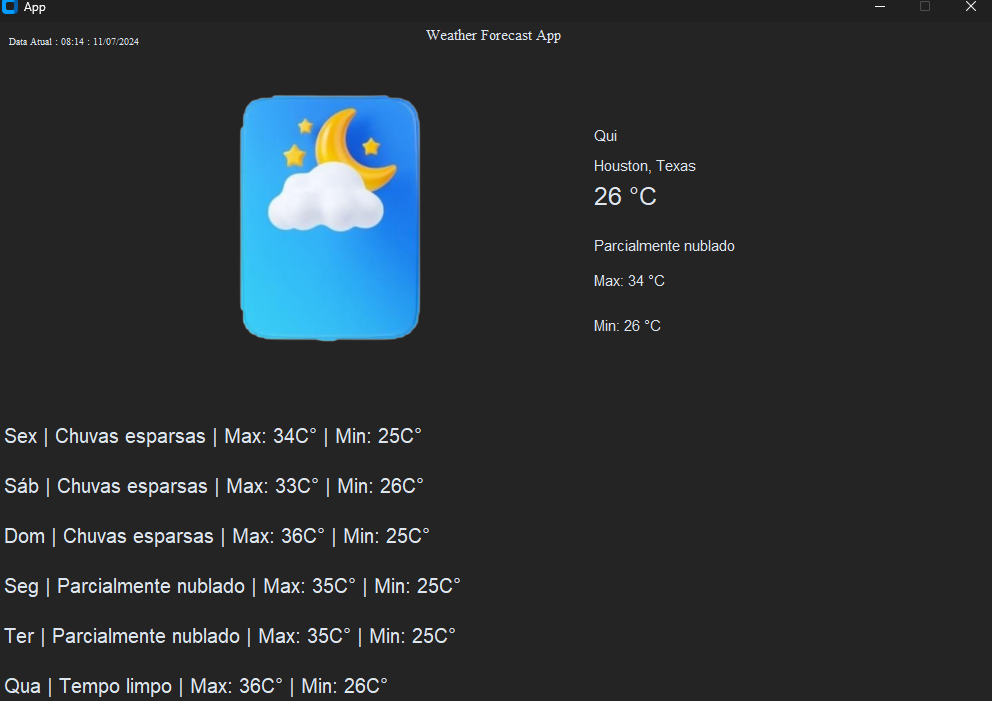 App
Weather Forecast App
Data Atual : 08:14 : 11/07/2024
Qui
Houston, Texas
26 °C
Parcialmente nublado
Max: 34 °C
Min: 26 °C
Sex | Chuvas esparsas | Max: 34C° | Min: 25C°
Sáb | Chuvas esparsas | Max: 33C° | Min: 26C°
Dom | Chuvas esparsas | Max: 36C° | Min: 25C°
Seg | Parcialmente nublado | Max: 35C° | Min: 25C°
Ter | Parcialmente nublado | Max: 35C° | Min: 25C°
Qua | Tempo limpo | Max: 36C° | Min: 26C°